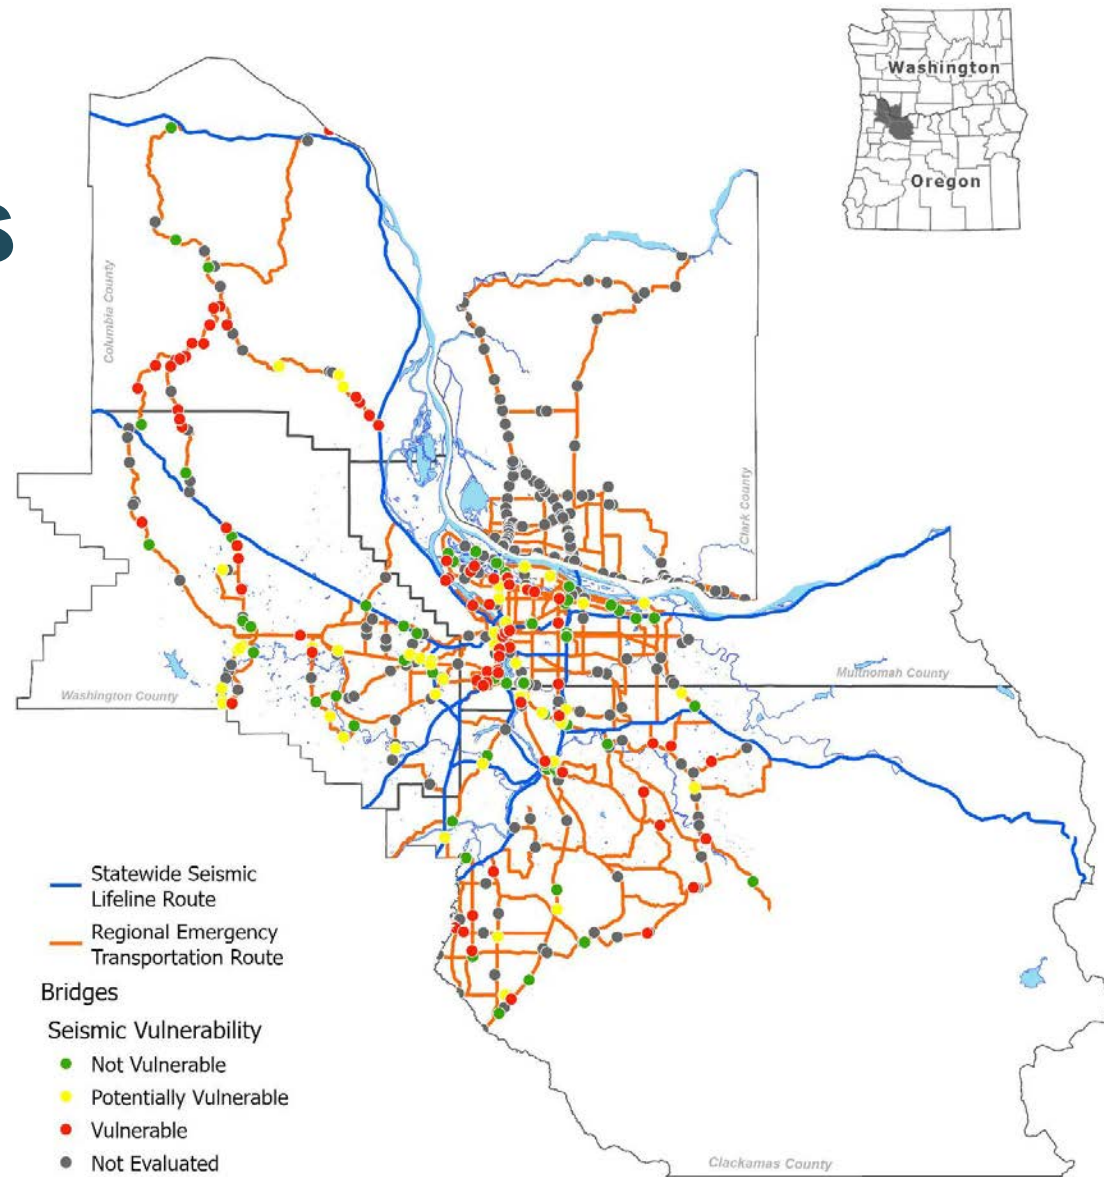 s
Washington
Oregon
Columbia County
Clark County
Multnomah County
Washington County
Statewide Seismic
Lifeline Route
Regional Emergency
Transportation Route
Bridges
Seismic Vulnerability
Not Vulnerable
Potentially Vulnerable
Vulnerable
Not Evaluated
Clackamas County